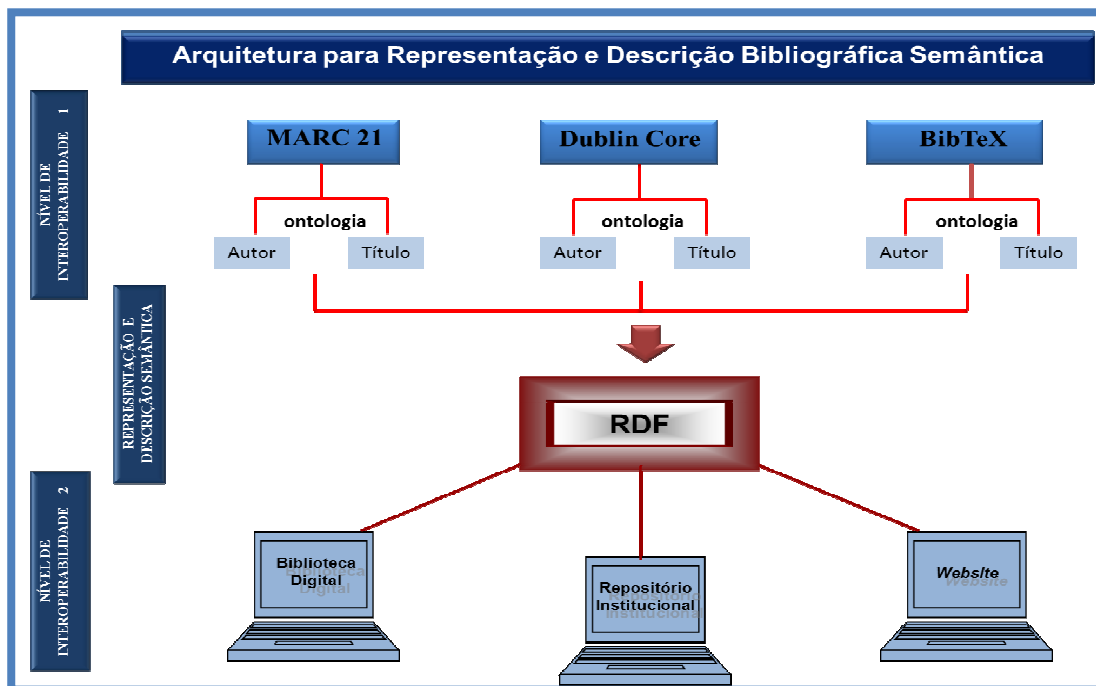 Arquitetura para Representação e Descrição Bibliográfica Semântica
NÍVEL DE
INTEROPERABILIDADE 1
MARC 21
Dublin Core
BibTeX
ontologia
ontologia
ontologia
Autor
Título
Autor
Título
Autor
Título
REPRESENTAÇÃO E
DESCRIÇÃO SEMÂNTICA
RDF
NÍVEL DE
INTEROPERABILIDADE 2
Biblioteca
Digital
Repositório
Institucional
Website